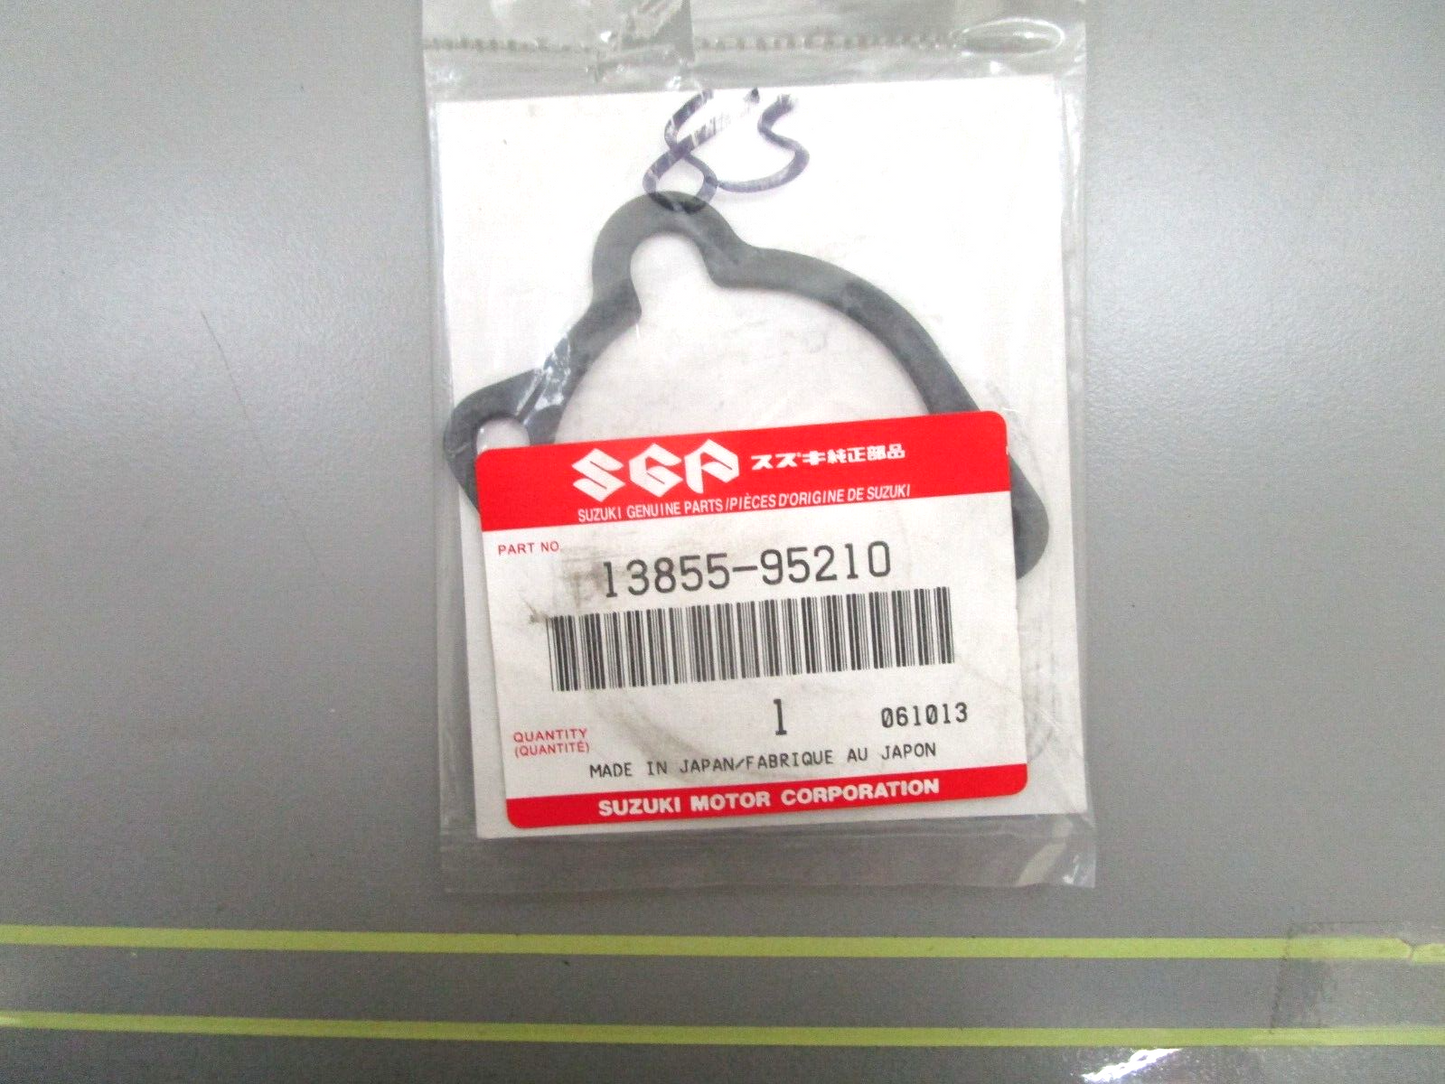 SGP スズキ純正部品
SUZUKI GENUINE PARTS/PIÈCES D'ORIGINE DE SUZUKI
PART NO.
13855-95210
1 061013
QUANTITY
(QUANTITÉ)
MADE IN JAPAN/FABRIQUE AU JAPON
SUZUKI MOTOR CORPORATION